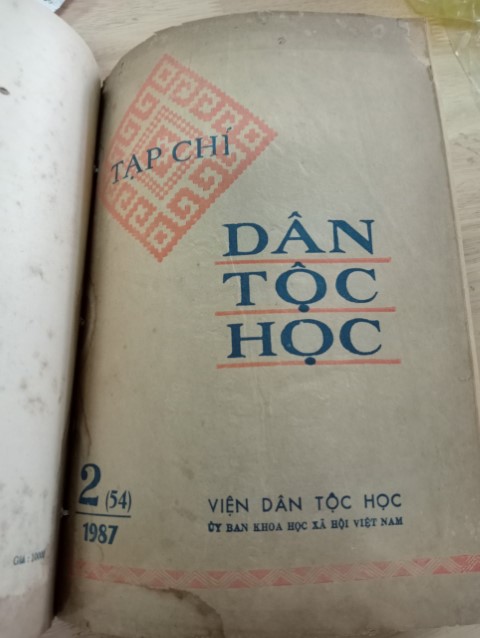 TẠP CHÍ
DÂN
TỘC
HỌC
2 (54)
1987
VIỆN DÂN TỘC HỌC
ỦY BAN KHOA HỌC XÃ HỘI VIỆT NAM
Giá :